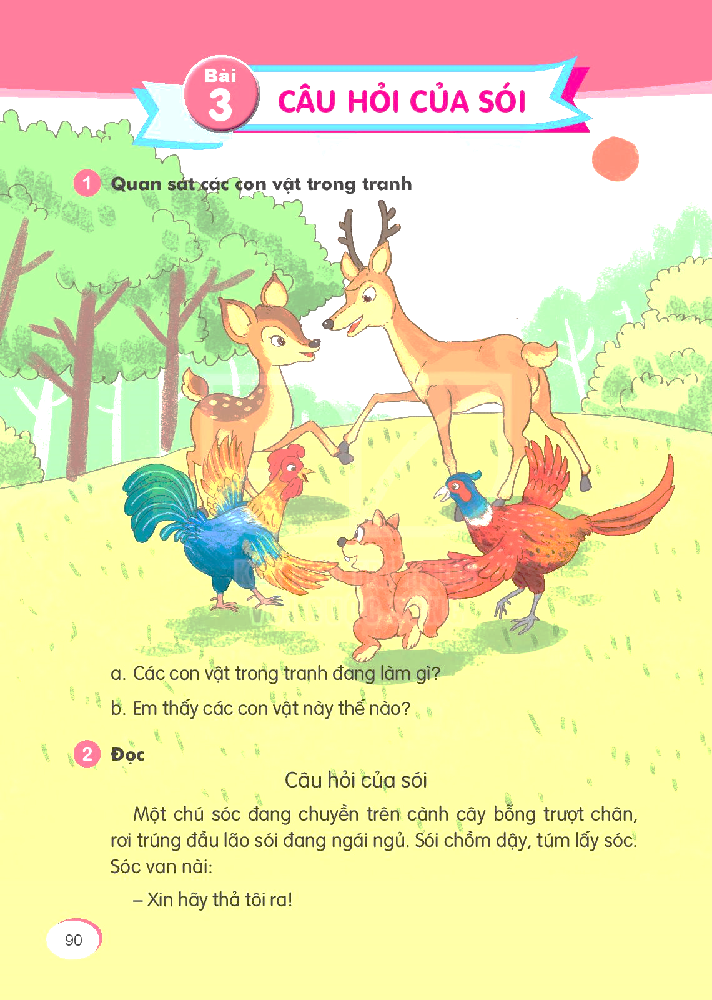 Bài
3
CÂU HỎI CỦA SÓI
1 Quan sát các con vật trong tranh
a. Các con vật trong tranh đang làm gì?
b. Em thấy các con vật này thế nào?
2 Đọc
Câu hỏi của sói
Một chú sóc đang chuyền trên cành cây bỗng trượt chân,
rơi trúng đầu lão sói đang ngái ngủ. Sói chồm dậy, túm lấy sóc.
Sóc van nài:
– Xin hãy thả tôi ra!
90